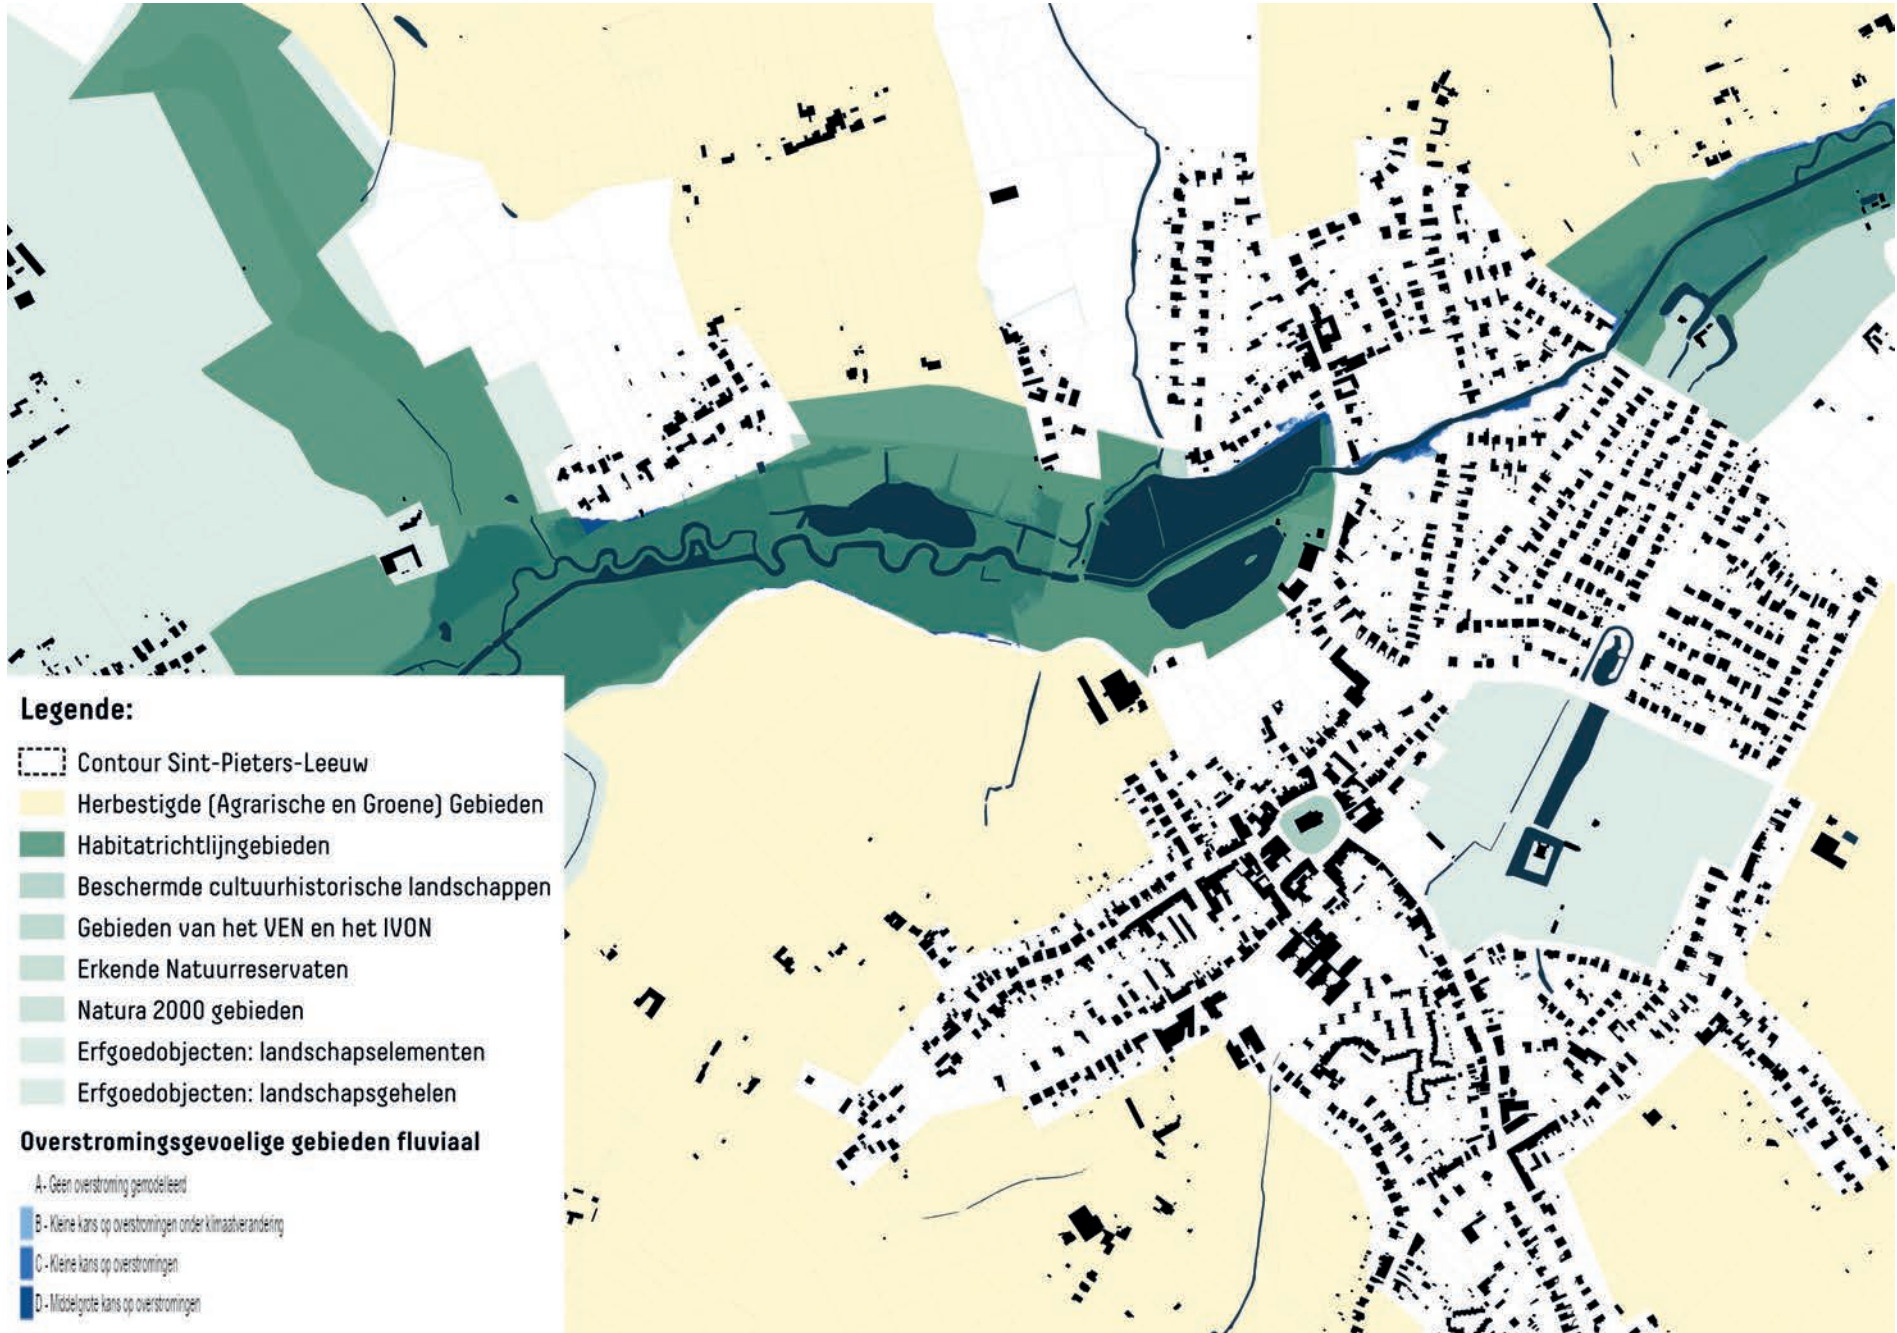 Legende:
Contour Sint-Pieters-Leeuw
Herbestigde (Agrarische en Groene) Gebieden
Habitatrichtlijngebieden
Beschermde cultuurhistorische landschappen
Gebieden van het VEN en het IVON
Erkende Natuurreservaten
Natura 2000 gebieden
Erfgoedobjecten: landschapselementen
Erfgoedobjecten: landschapsgehelen
Overstromingsgevoelige gebieden fluviaal
A - Geen overstroming gemodelleerd
B - Kleine kans op overstromingen onder klimaatverandering
C - Kleine kans op overstromingen
D - Middelgrote kans op overstromingen